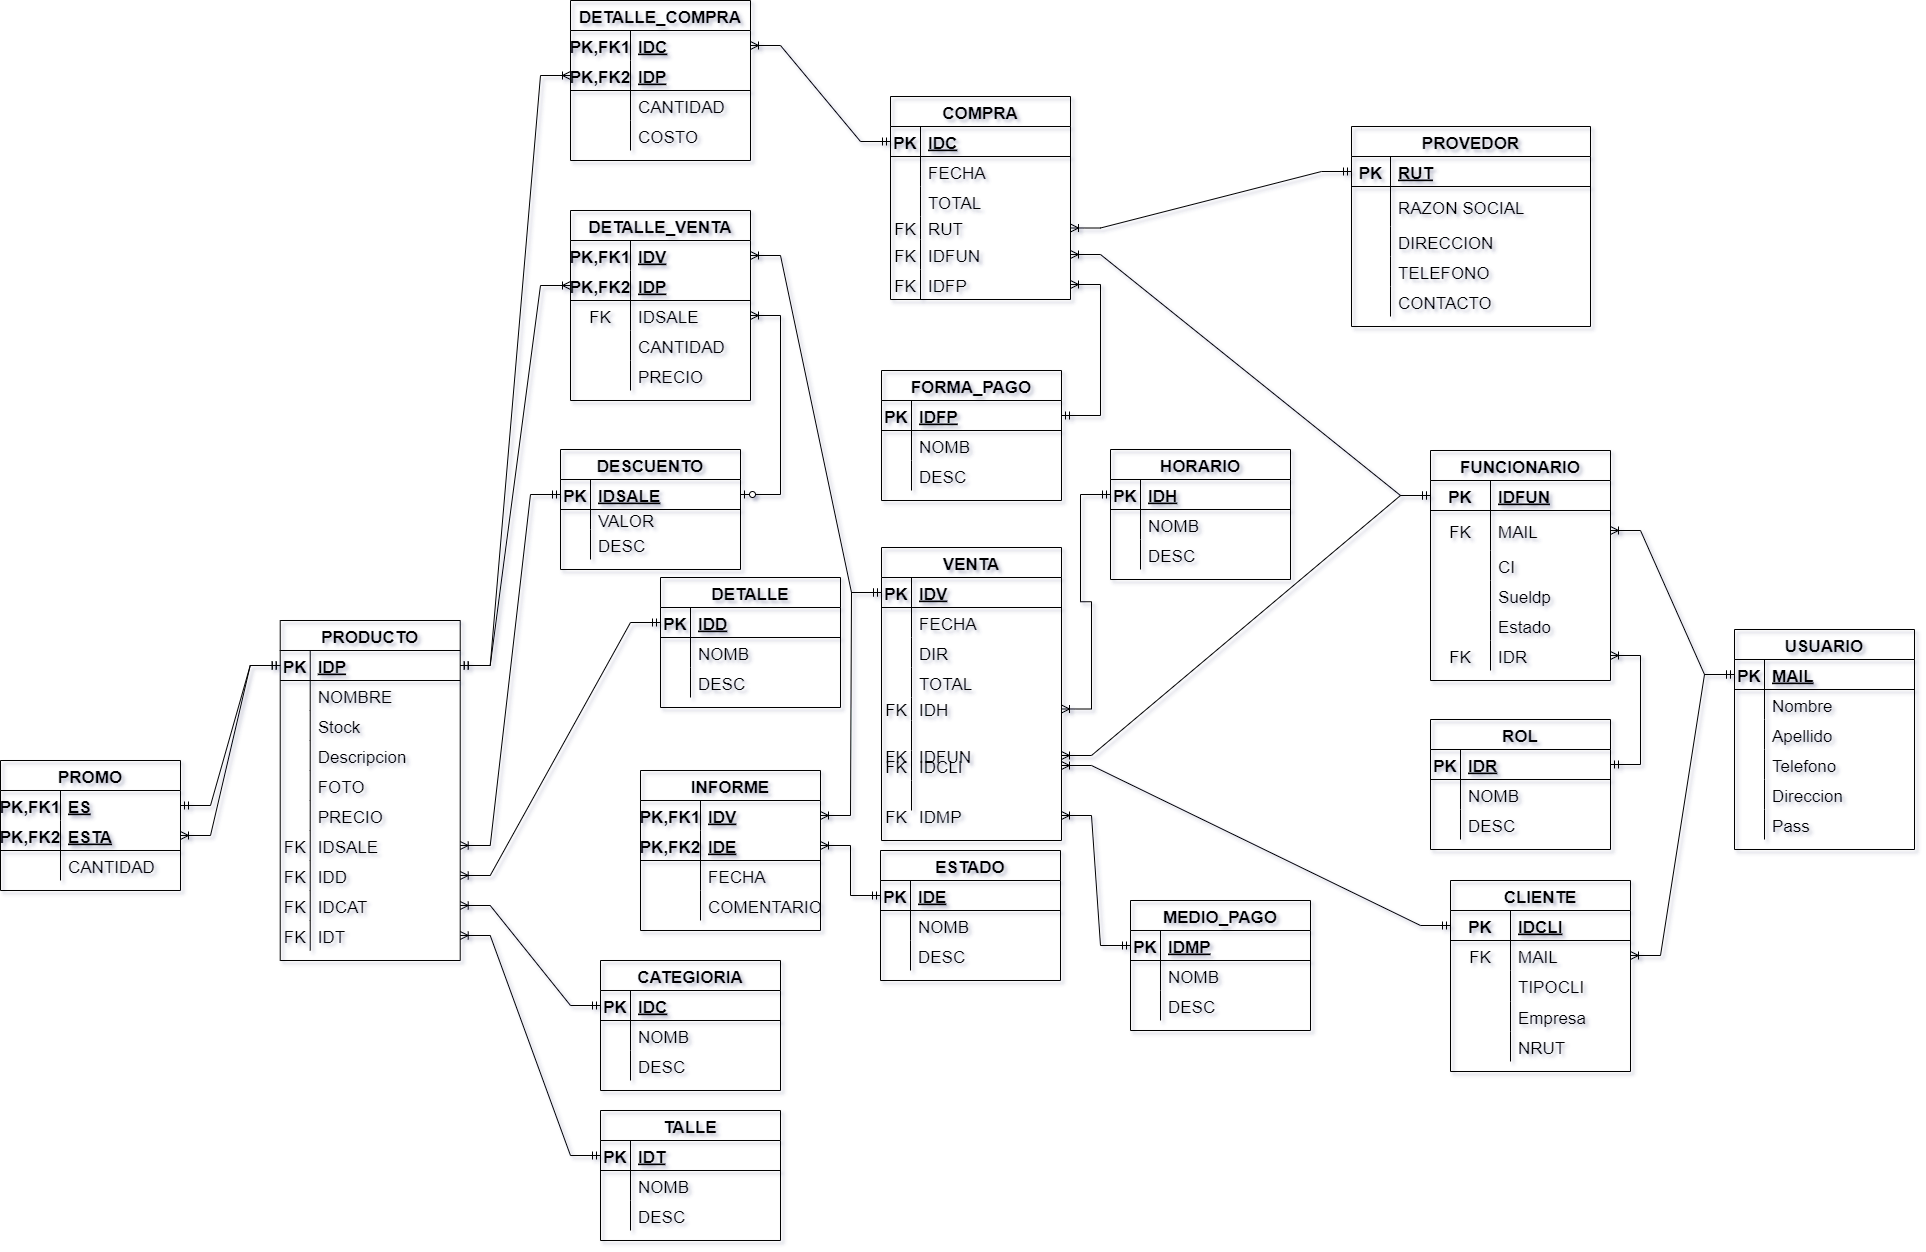 DETALLE_COMPRA
PK,FK1 IDC
PK,FK2 IDP
CANTIDAD
COSTO
COMPRA
PK IDC
FECHA
TOTAL
FK RUT
FK IDFUN
FK IDFP
PROVEDOR
PK RUT
RAZON SOCIAL
DIRECCION
TELEFONO
CONTACTO
DETALLE_VENTA
PK,FK1 IDV
PK,FK2 IDP
FK IDSALE
CANTIDAD
PRECIO
FORMA_PAGO
PK IDFP
NOMB
DESC
DESCUENTO
PK IDSALE
VALOR
DESC
HORARIO
PK IDH
NOMB
DESC
FUNCIONARIO
PK IDFUN
FK MAIL
CI
Sueldp
Estado
FK IDR
VENTA
PK IDV
FECHA
DIR
TOTAL
FK IDH
FK IDFUN
FK IDCLI
FK IDMP
DETALLE
PK IDD
NOMB
DESC
PRODUCTO
PK IDP
NOMBRE
Stock
Descripcion
FOTO
PRECIO
FK IDSALE
FK IDD
FK IDCAT
FK IDT
USUARIO
PK MAIL
Nombre
Apellido
Telefono
Direccion
Pass
ROL
PK IDR
NOMB
DESC
PROMO
PK,FK1 ES
PK,FK2 ESTA
CANTIDAD
INFORME
PK,FK1 IDV
PK,FK2 IDE
FECHA
COMENTARIO
ESTADO
PK IDE
NOMB
DESC
MEDIO_PAGO
PK IDMP
NOMB
DESC
CLIENTE
PK IDCLI
FK MAIL
TIPOCLI
Empresa
NRUT
CATEGIORIA
PK IDC
NOMB
DESC
TALLE
PK IDT
NOMB
DESC